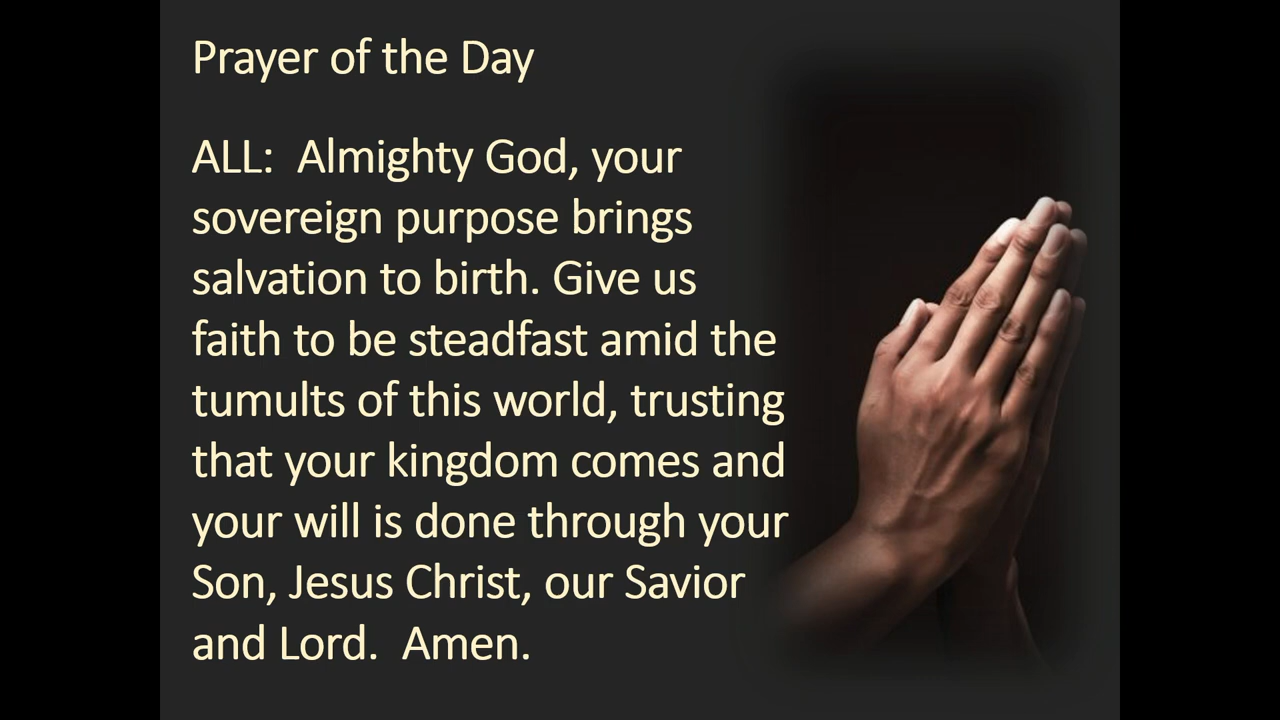 Prayer of the Day
ALL:  Almighty God, your
sovereign purpose brings
salvation to birth. Give us
faith to be steadfast amid the
tumults of this world, trusting
that your kingdom comes and
your will is done through your
Son, Jesus Christ, our Savior
and Lord.  Amen.